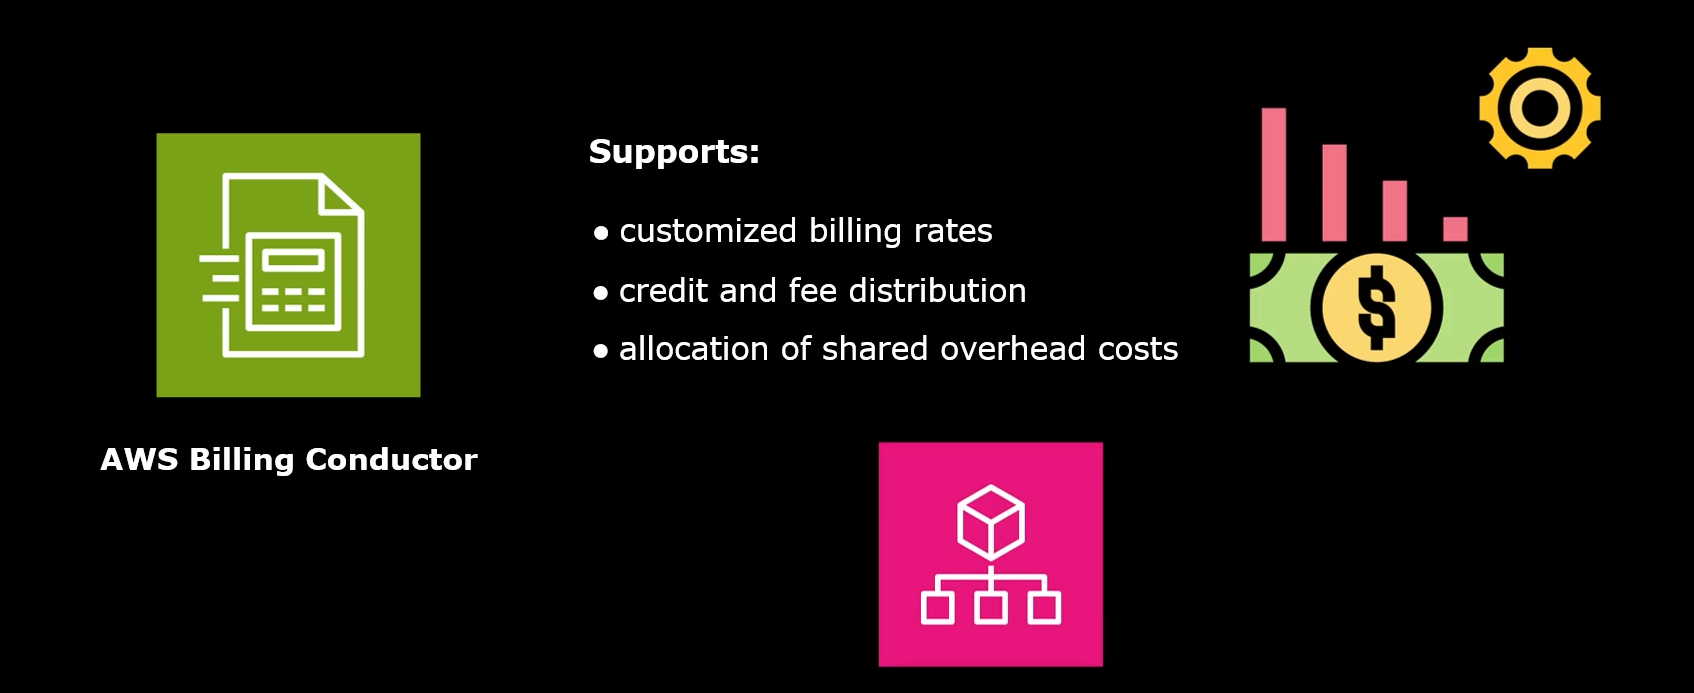 Supports:
● customized billing rates
● credit and fee distribution
● allocation of shared overhead costs
AWS Billing Conductor
$